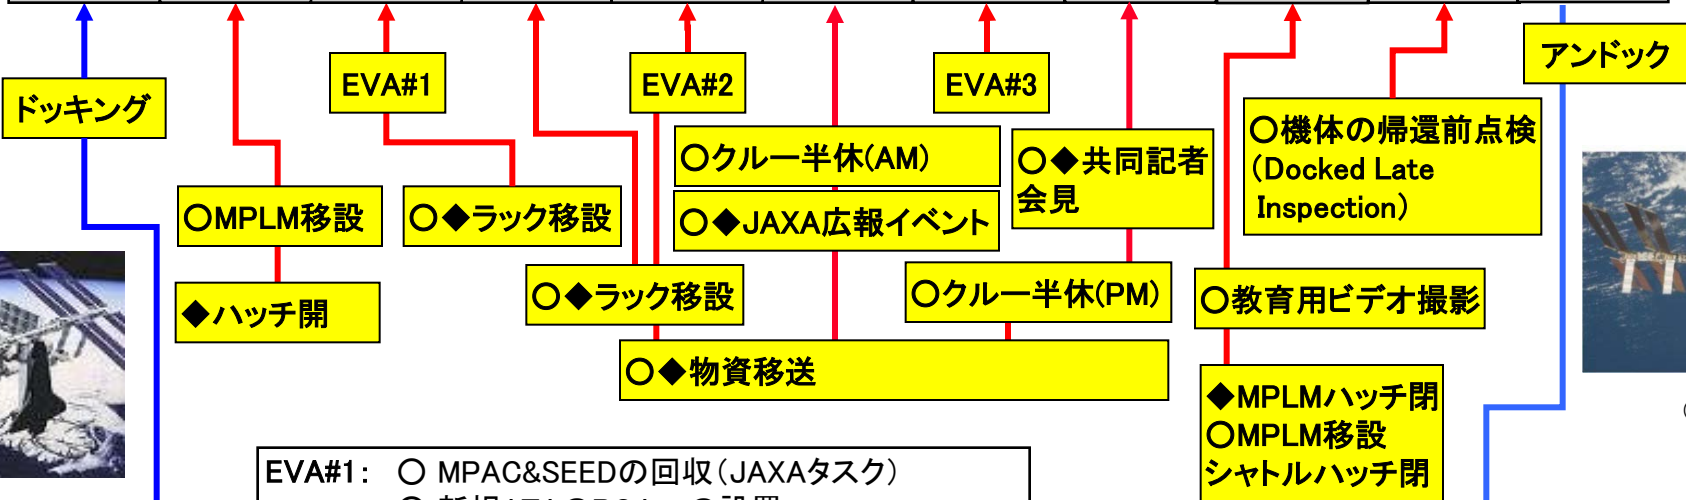 アンドック
EVA#1
EVA#2
EVA#3
ドッキング
○機体の帰還前点検
(Docked Late
Inspection)
○クルー半休(AM)
○◆共同記者
会見
○MPLM移設
○◆ラック移設
○◆JAXA広報イベント
◆ハッチ開
○◆ラック移設
○クルー半休(PM)
○教育用ビデオ撮影
○◆物資移送
◆MPLMハッチ閉
○MPLM移設
シャトルハッチ閉
EVA#1: ○ MPAC&SEEDの回収(JAXAタスク)